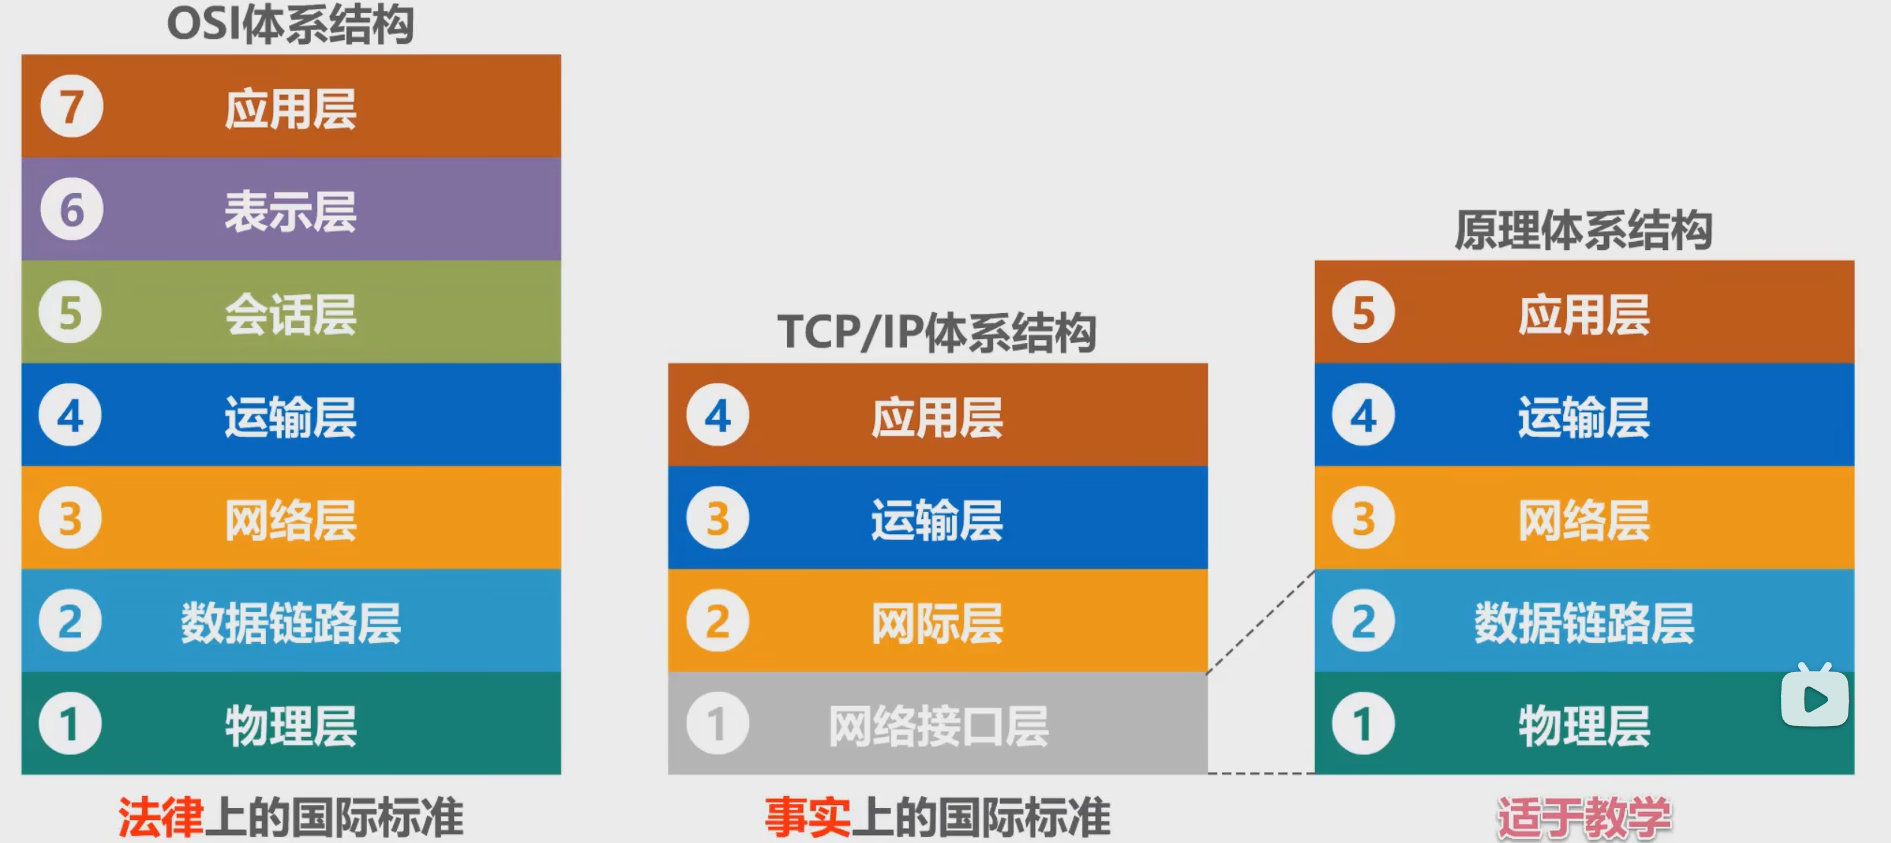 OSI体系结构
7 应用层
6 表示层
5 会话层
4 运输层
3 网络层
2 数据链路层
1 物理层
法律上的国际标准
TCP/IP体系结构
4 应用层
3 运输层
2 网际层
1 网络接口层
事实上的国际标准
原理体系结构
5 应用层
4 运输层
3 网络层
2 数据链路层
1 物理层
适于教学